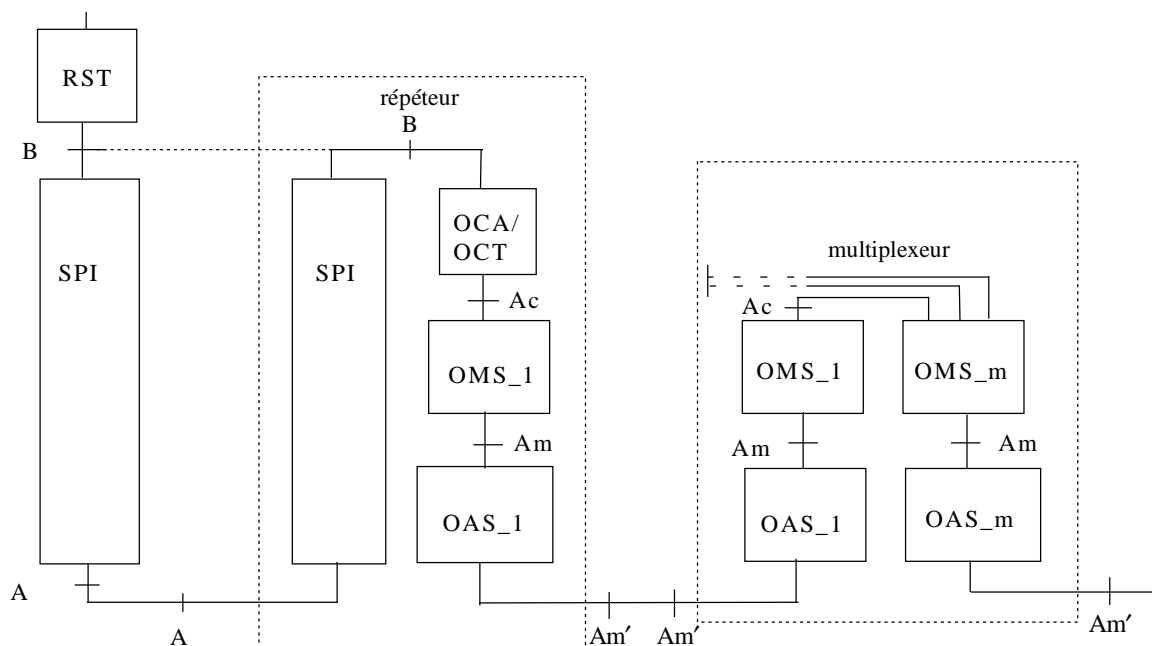 RST
répéteur
B
B
OCA/
OCT
SPI
SPI
multiplexeur
Ac
Ac
OMS_1
OMS_1
OMS_m
Am
Am
Am
OAS_1
OAS_1
OAS_m
A
A
Am′
Am′
Am′